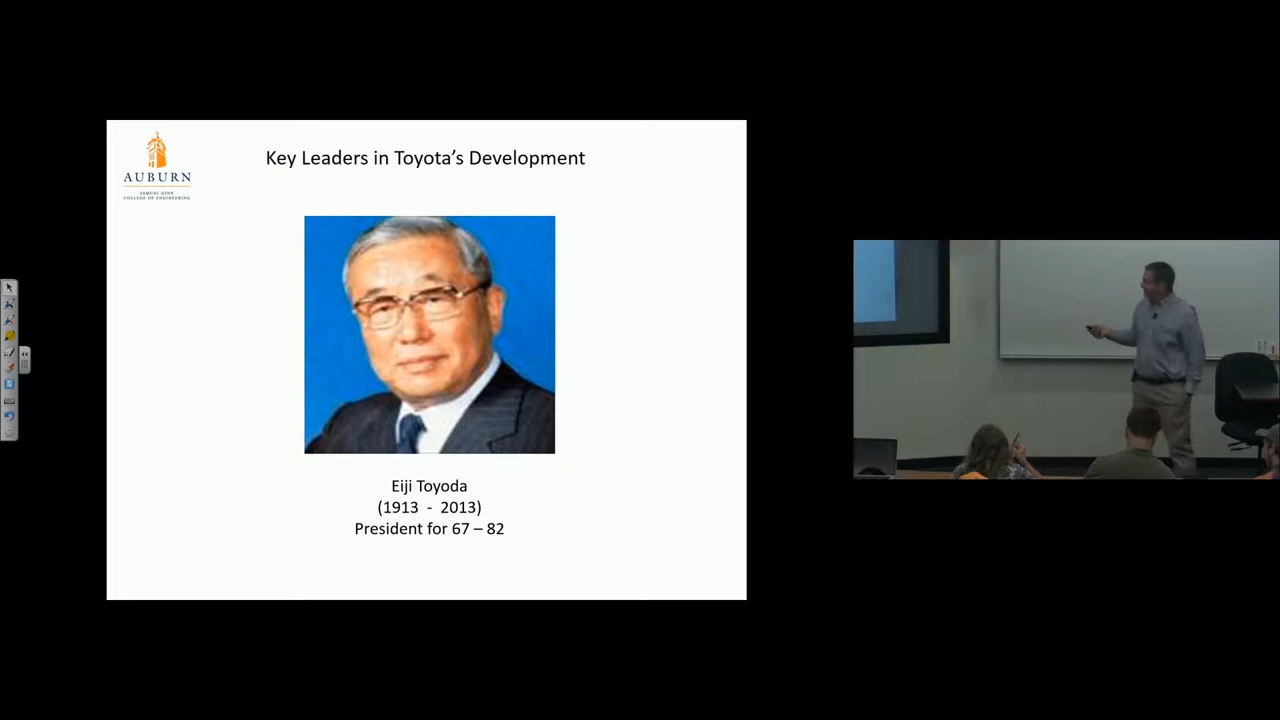 AUBURN
SAMUEL GINN
COLLEGE OF ENGINEERING
Key Leaders in Toyota's Development
Eiji Toyoda
(1913 - 2013)
President for 67 – 82